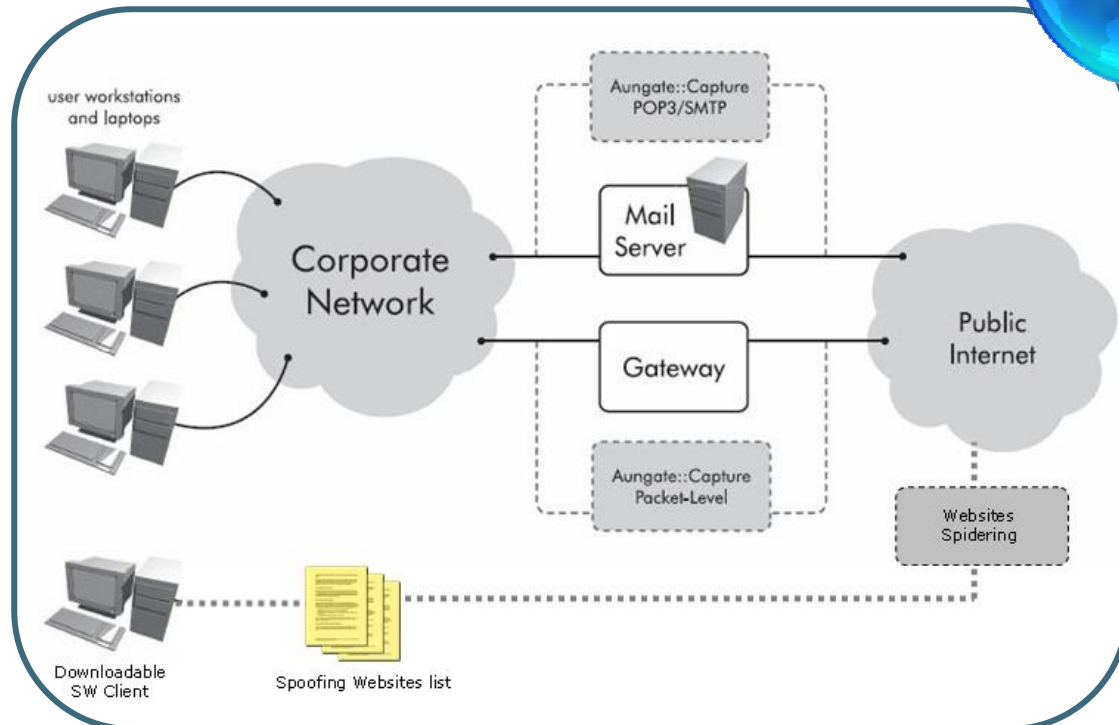 user workstations
and laptops
Aungate::Capture
POP3/SMTP
Mail
Server
Corporate
Network
Public
Internet
Gateway
Aungate::Capture
Packet-Level
Websites
Spidering
Downloadable
SW Client
Spoofing Websites list